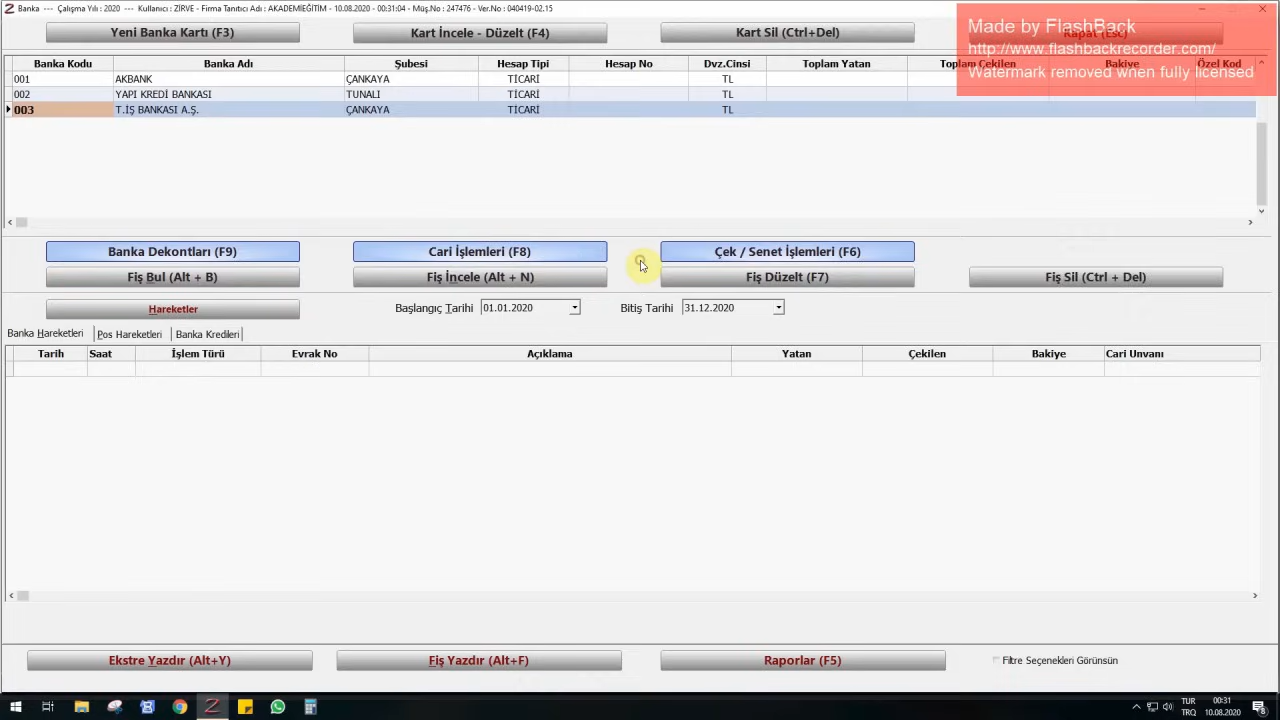 Banka --- Çalışma Yılı : 2020 --- Kullanıcı : ZİRVE - Firma Tanıtıcı Adı : AKADEMİEĞİTİM - 10.08.2020 - 00:31:04 - Müş.No : 247476 - Ver.No : 040419-02.15
Made by FlashBack
http://www.flashbackrecorder.com/
Watermark removed when fully licensed
Yeni Banka Kartı (F3) Kart İncele - Düzelt (F4) Kart Sil (Ctrl+Del) Kapat (Esc)
Banka Kodu Banka Adı Şubesi Hesap Tipi Hesap No Dvz.Cinsi Toplam Yatan Toplam Çekilen Bakiye Özel Kod
001 AKBANK ÇANKAYA TİCARİ TL
002 YAPI KREDİ BANKASI TUNALI TİCARİ TL
003 T.İŞ BANKASI A.Ş. ÇANKAYA TİCARİ TL
Banka Dekontları (F9) Cari İşlemleri (F8) Çek / Senet İşlemleri (F6)
Fiş Bul (Alt + B) Fiş İncele (Alt + N) Fiş Düzelt (F7) Fiş Sil (Ctrl + Del)
Hareketler Başlangıç Tarihi 01.01.2020 Bitiş Tarihi 31.12.2020
Banka Hareketleri Pos Hareketleri Banka Kredileri
Tarih Saat İşlem Türü Evrak No Açıklama Yatan Çekilen Bakiye Cari Unvanı
Ekstre Yazdır (Alt+Y) Fiş Yazdır (Alt+F) Raporlar (F5) Filtre Seçenekleri Görünsün
TUR 00:31
TRQ 10.08.2020 8